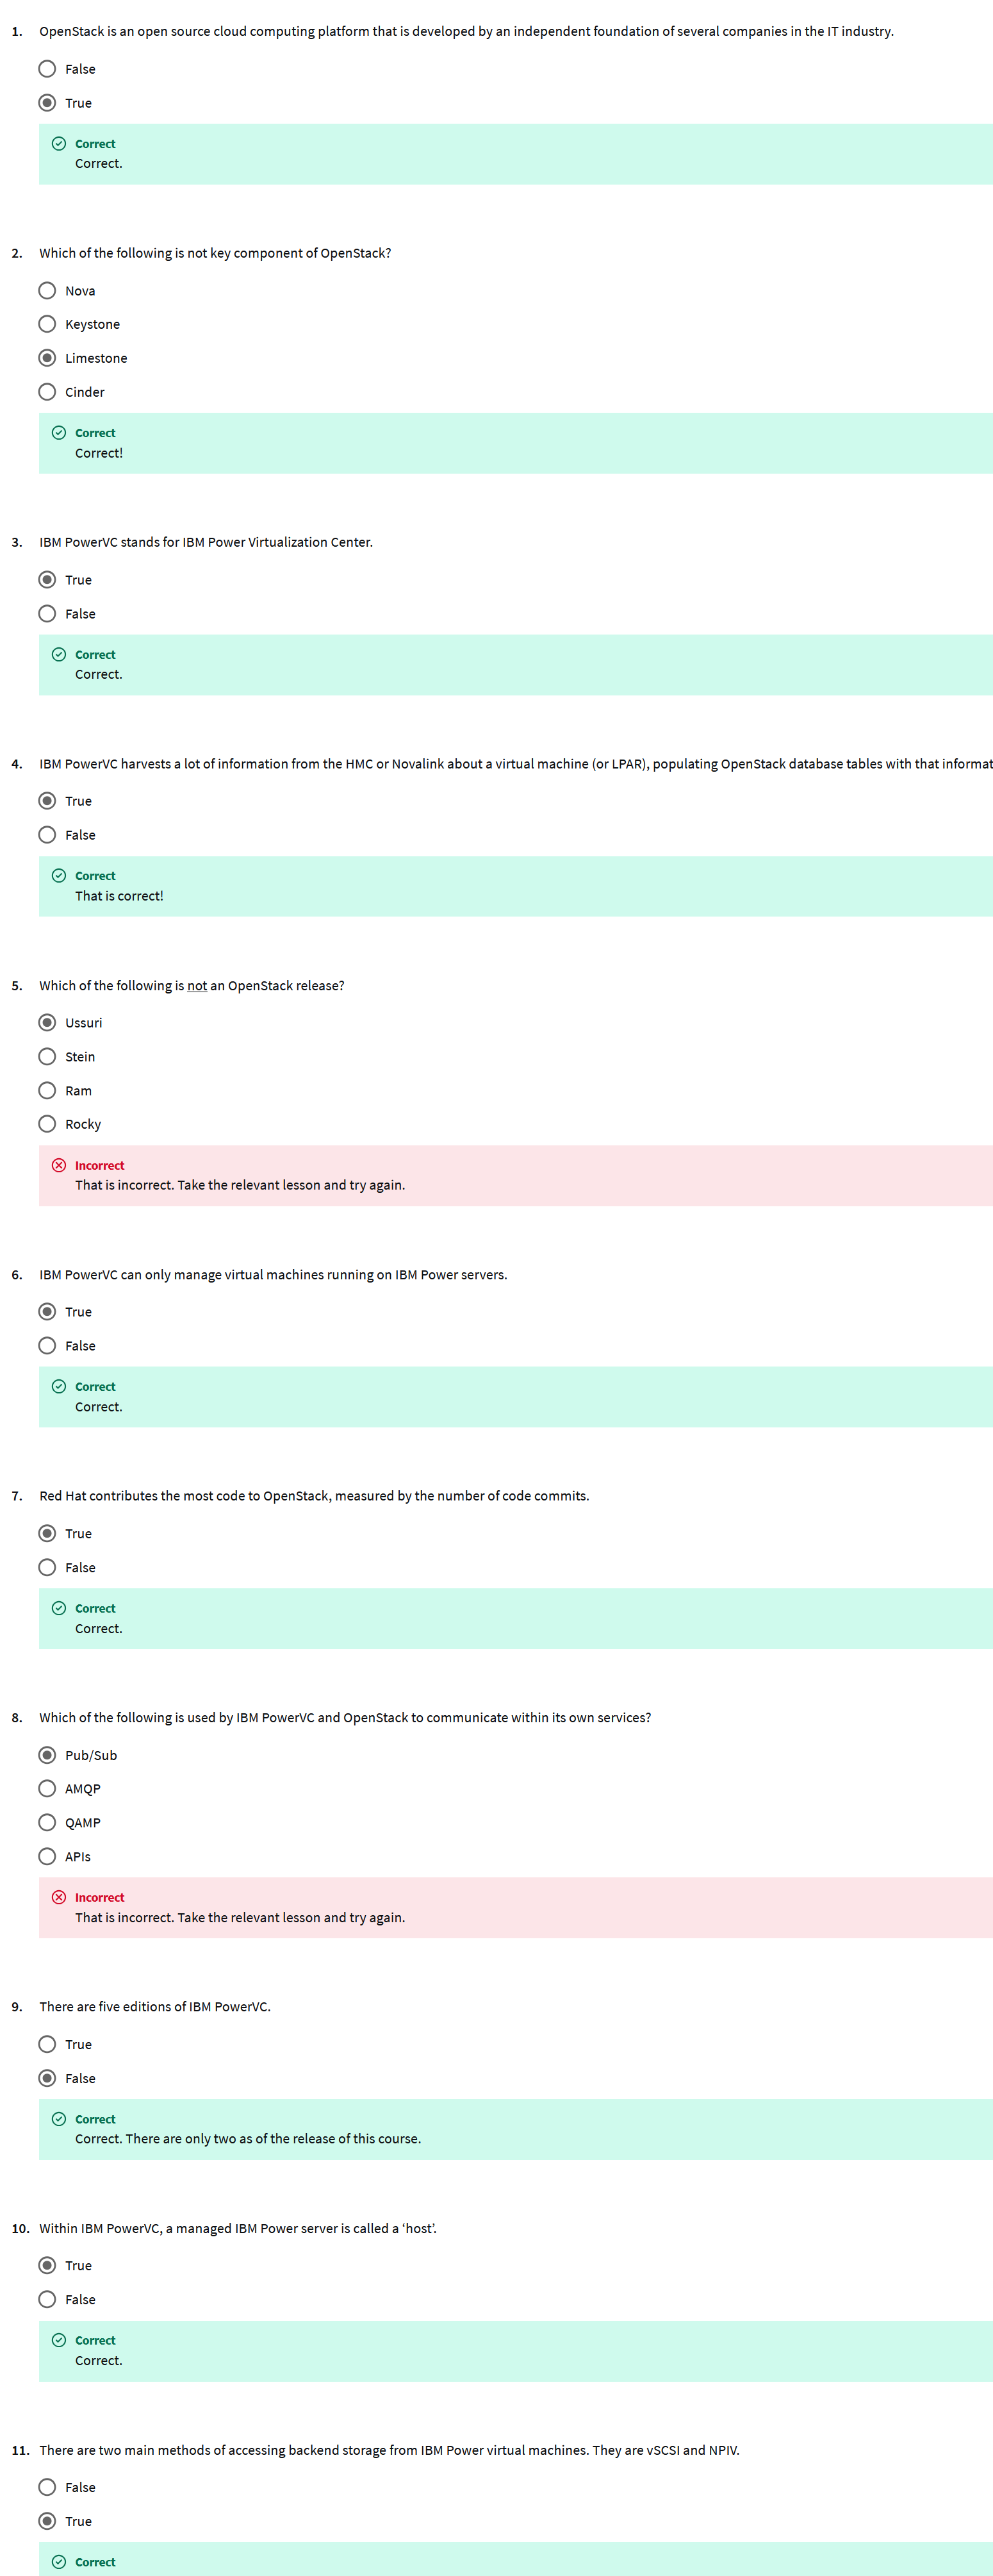 1. OpenStack is an open source cloud computing platform that is developed by an independent foundation of several companies in the IT industry.
False
True
Correct
Correct.
2. Which of the following is not key component of OpenStack?
Nova
Keystone
Limestone
Cinder
Correct
Correct!
3. IBM PowerVC stands for IBM Power Virtualization Center.
True
False
Correct
Correct.
4. IBM PowerVC harvests a lot of information from the HMC or Novalink about a virtual machine (or LPAR), populating OpenStack database tables with that informat
True
False
Correct
That is correct!
5. Which of the following is not an OpenStack release?
Ussuri
Stein
Ram
Rocky
Incorrect
That is incorrect. Take the relevant lesson and try again.
6. IBM PowerVC can only manage virtual machines running on IBM Power servers.
True
False
Correct
Correct.
7. Red Hat contributes the most code to OpenStack, measured by the number of code commits.
True
False
Correct
Correct.
8. Which of the following is used by IBM PowerVC and OpenStack to communicate within its own services?
Pub/Sub
AMQP
QAMP
APIs
Incorrect
That is incorrect. Take the relevant lesson and try again.
9. There are five editions of IBM PowerVC.
True
False
Correct
Correct. There are only two as of the release of this course.
10. Within IBM PowerVC, a managed IBM Power server is called a ‘host’.
True
False
Correct
Correct.
11. There are two main methods of accessing backend storage from IBM Power virtual machines. They are vSCSI and NPIV.
False
True
Correct